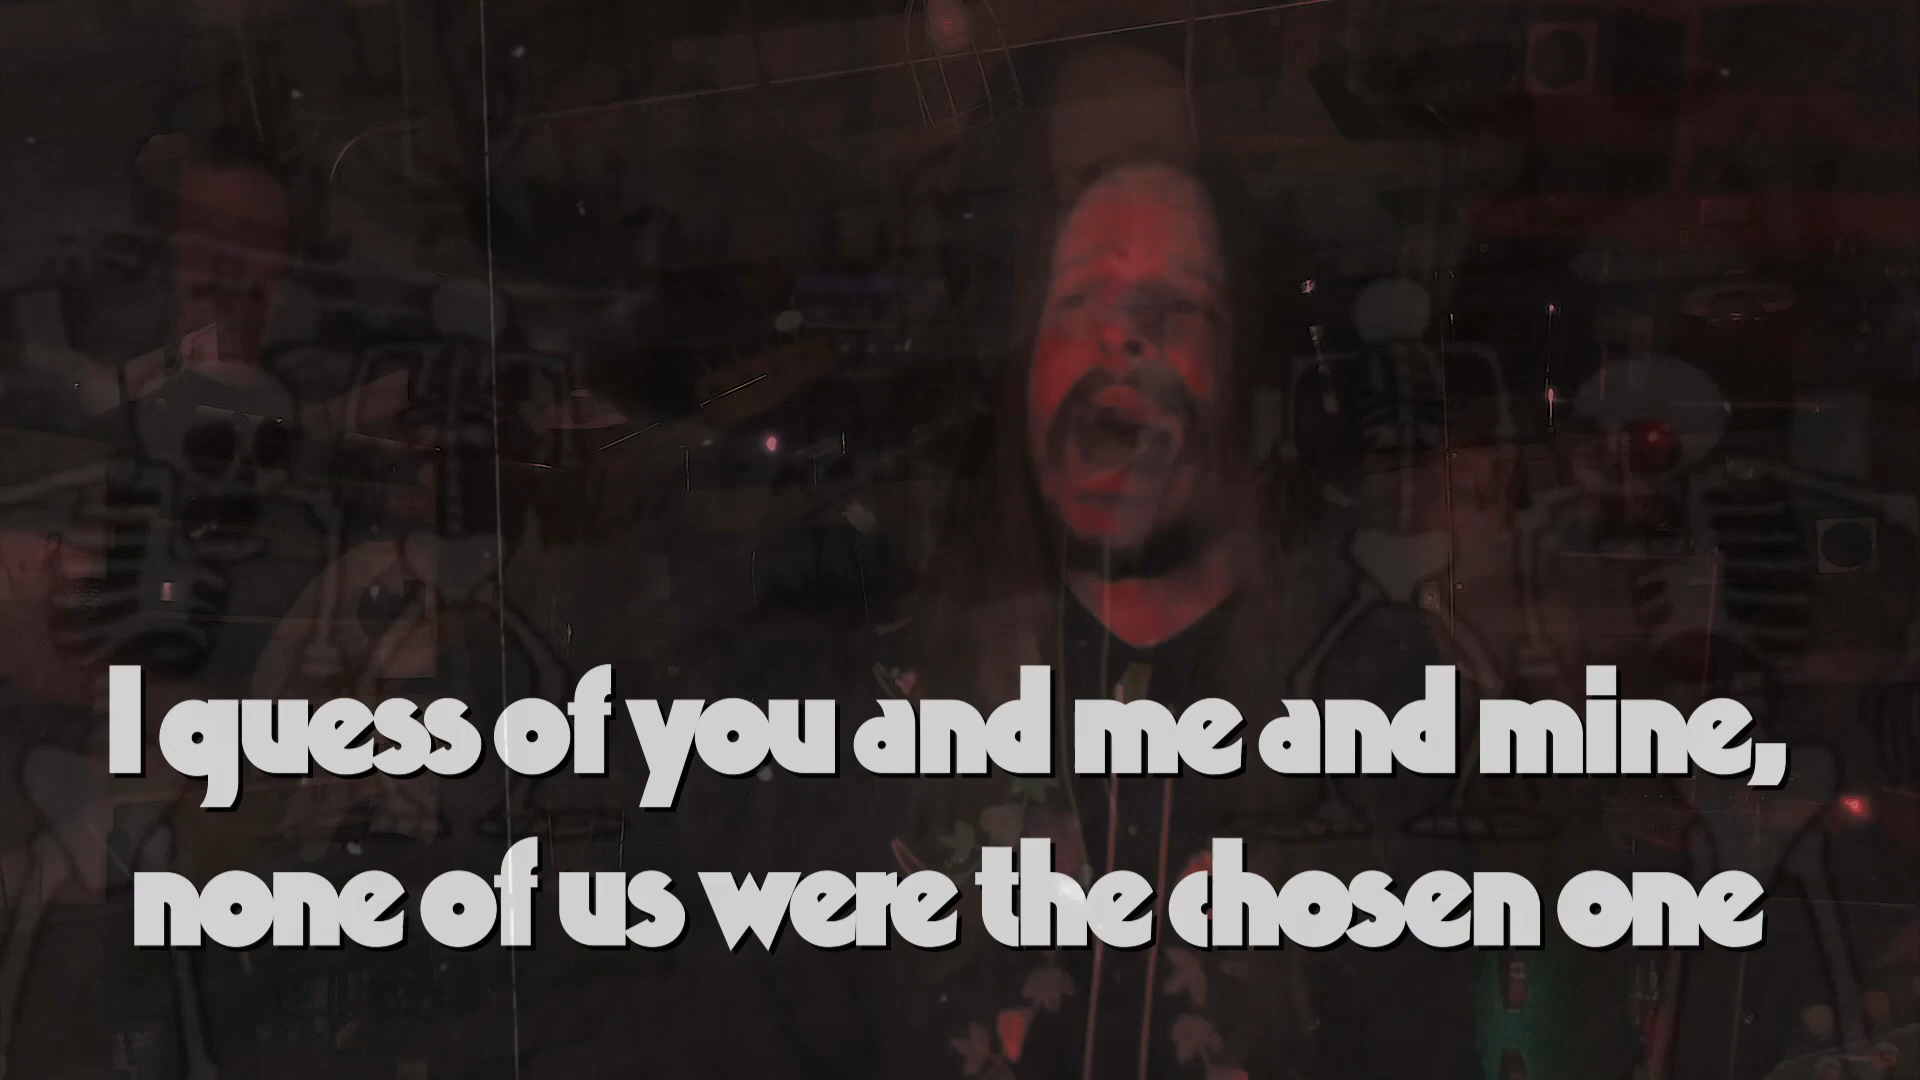 I guess of you and me and mine,
none of us were the chosen one